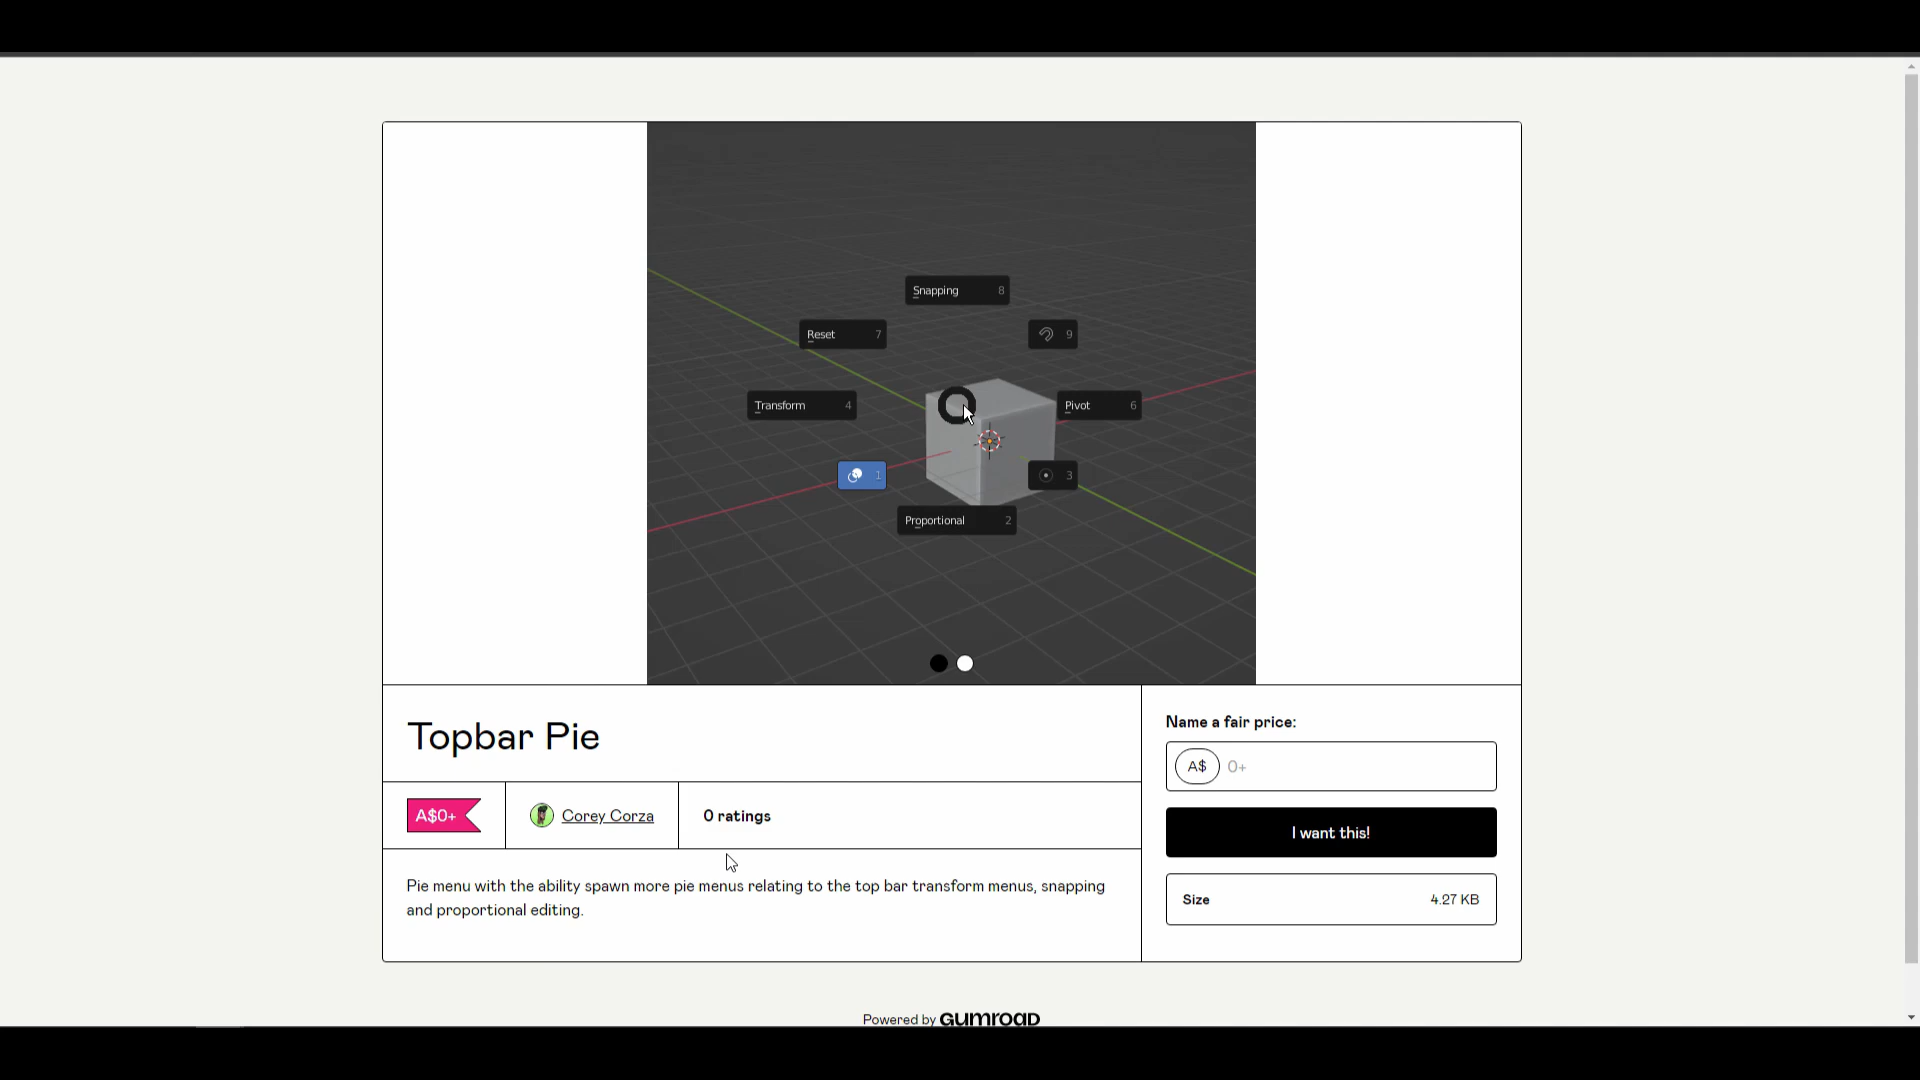 Snapping 8
Reset 7
9
Transform 4
Pivot 6
1
3
Proportional 2
Topbar Pie
A$0+
Corey Corza
0 ratings
Pie menu with the ability spawn more pie menus relating to the top bar transform menus, snapping
and proportional editing.
Name a fair price:
A$ 0+
I want this!
Size 4.27 KB
Powered by GUMROAD